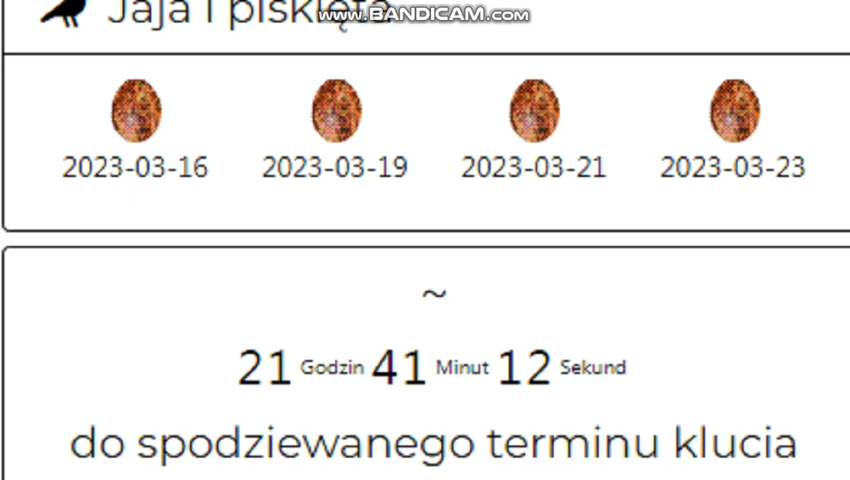 www.BANDICAM.com
Jaja i pisklęta
2023-03-16 2023-03-19 2023-03-21 2023-03-23
~
21 Godzin 41 Minut 12 Sekund
do spodziewanego terminu klucia